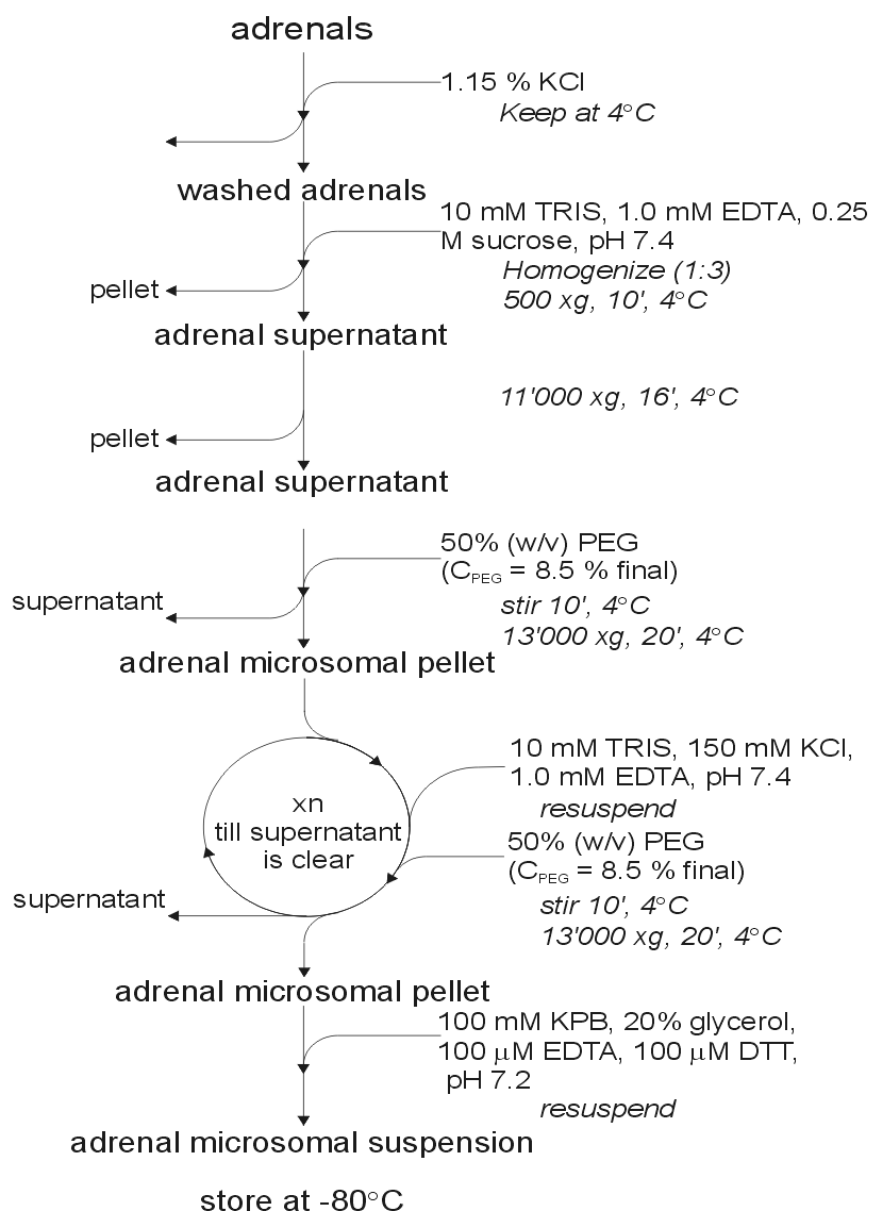 adrenals
1.15 % KCl
Keep at 4°C
washed adrenals
10 mM TRIS, 1.0 mM EDTA, 0.25
M sucrose, pH 7.4
Homogenize (1:3)
pellet
500 xg, 10', 4°C
adrenal supernatant
11'000 xg, 16', 4°C
pellet
adrenal supernatant
50% (w/v) PEG
(CPEG = 8.5 % final)
supernatant
stir 10', 4°C
13'000 xg, 20', 4°C
adrenal microsomal pellet
10 mM TRIS, 150 mM KCl,
1.0 mM EDTA, pH 7.4
resuspend
xn
till supernatant
is clear
50% (w/v) PEG
(CPEG = 8.5 % final)
supernatant
stir 10', 4°C
13'000 xg, 20', 4°C
adrenal microsomal pellet
100 mM KPB, 20% glycerol,
100 µM EDTA, 100 µM DTT,
pH 7.2
resuspend
adrenal microsomal suspension
store at -80°C